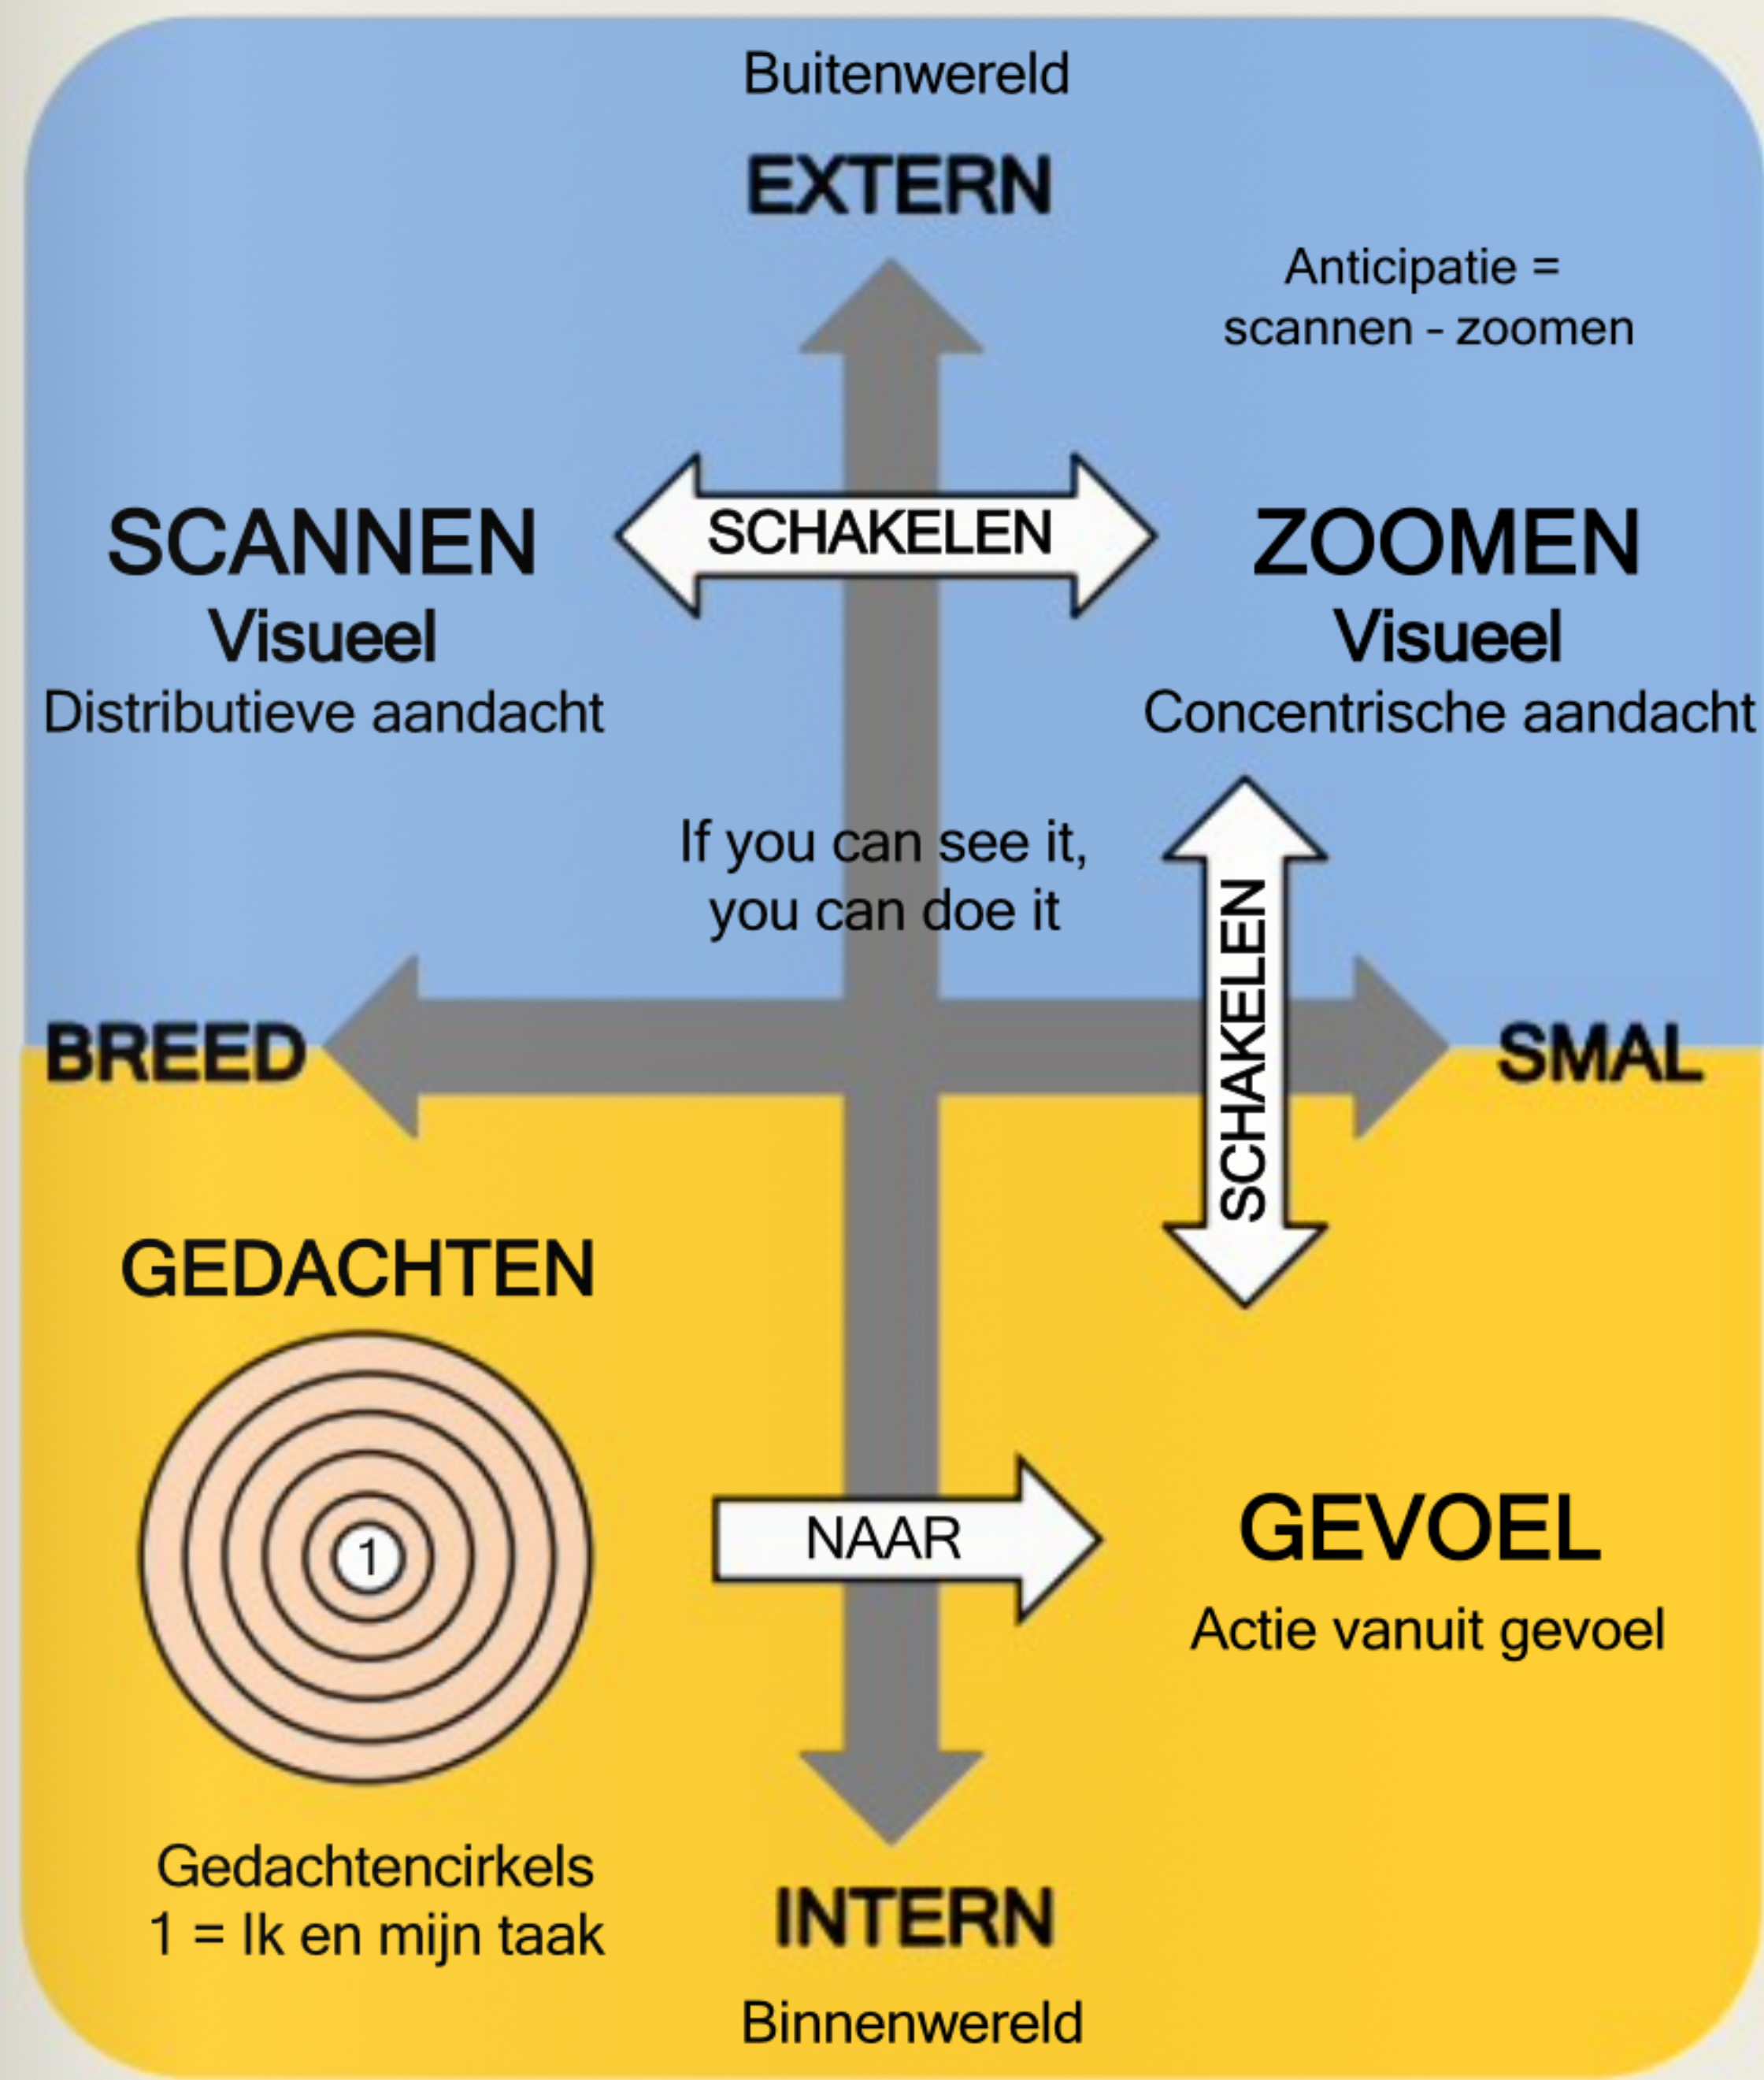 Buitenwereld
EXTERN
Anticipatie =
scannen - zoomen
SCANNEN
Visueel
Distributieve aandacht
SCHAKELEN
ZOOMEN
Visueel
Concentrische aandacht
If you can see it,
you can doe it
SCHAKELEN
BREED
SMAL
GEDACHTEN
1
NAAR
GEVOEL
Actie vanuit gevoel
Gedachtencirkels
1 = Ik en mijn taak
INTERN
Binnenwereld